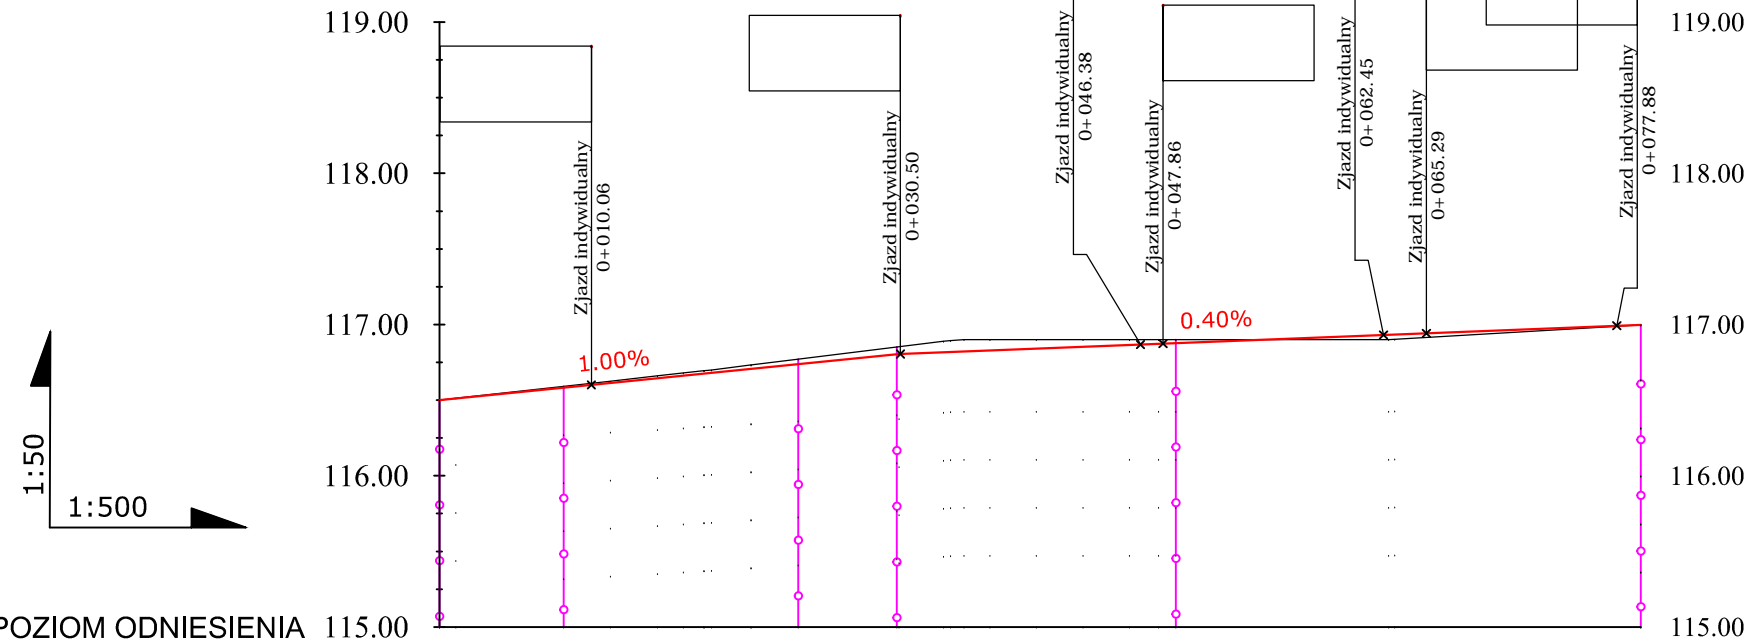 119.00
118.00
117.00
116.00
POZIOM ODNIESIENIA 115.00
1:50
1:500
Zjazd indywidualny
0+010.06
1.00%
Zjazd indywidualny
0+030.50
Zjazd indywidualny
0+046.38
Zjazd indywidualny
0+047.86
0.40%
Zjazd indywidualny
0+062.45
Zjazd indywidualny
0+065.29
Zjazd indywidualny
0+077.88
119.00
118.00
117.00
116.00
115.00